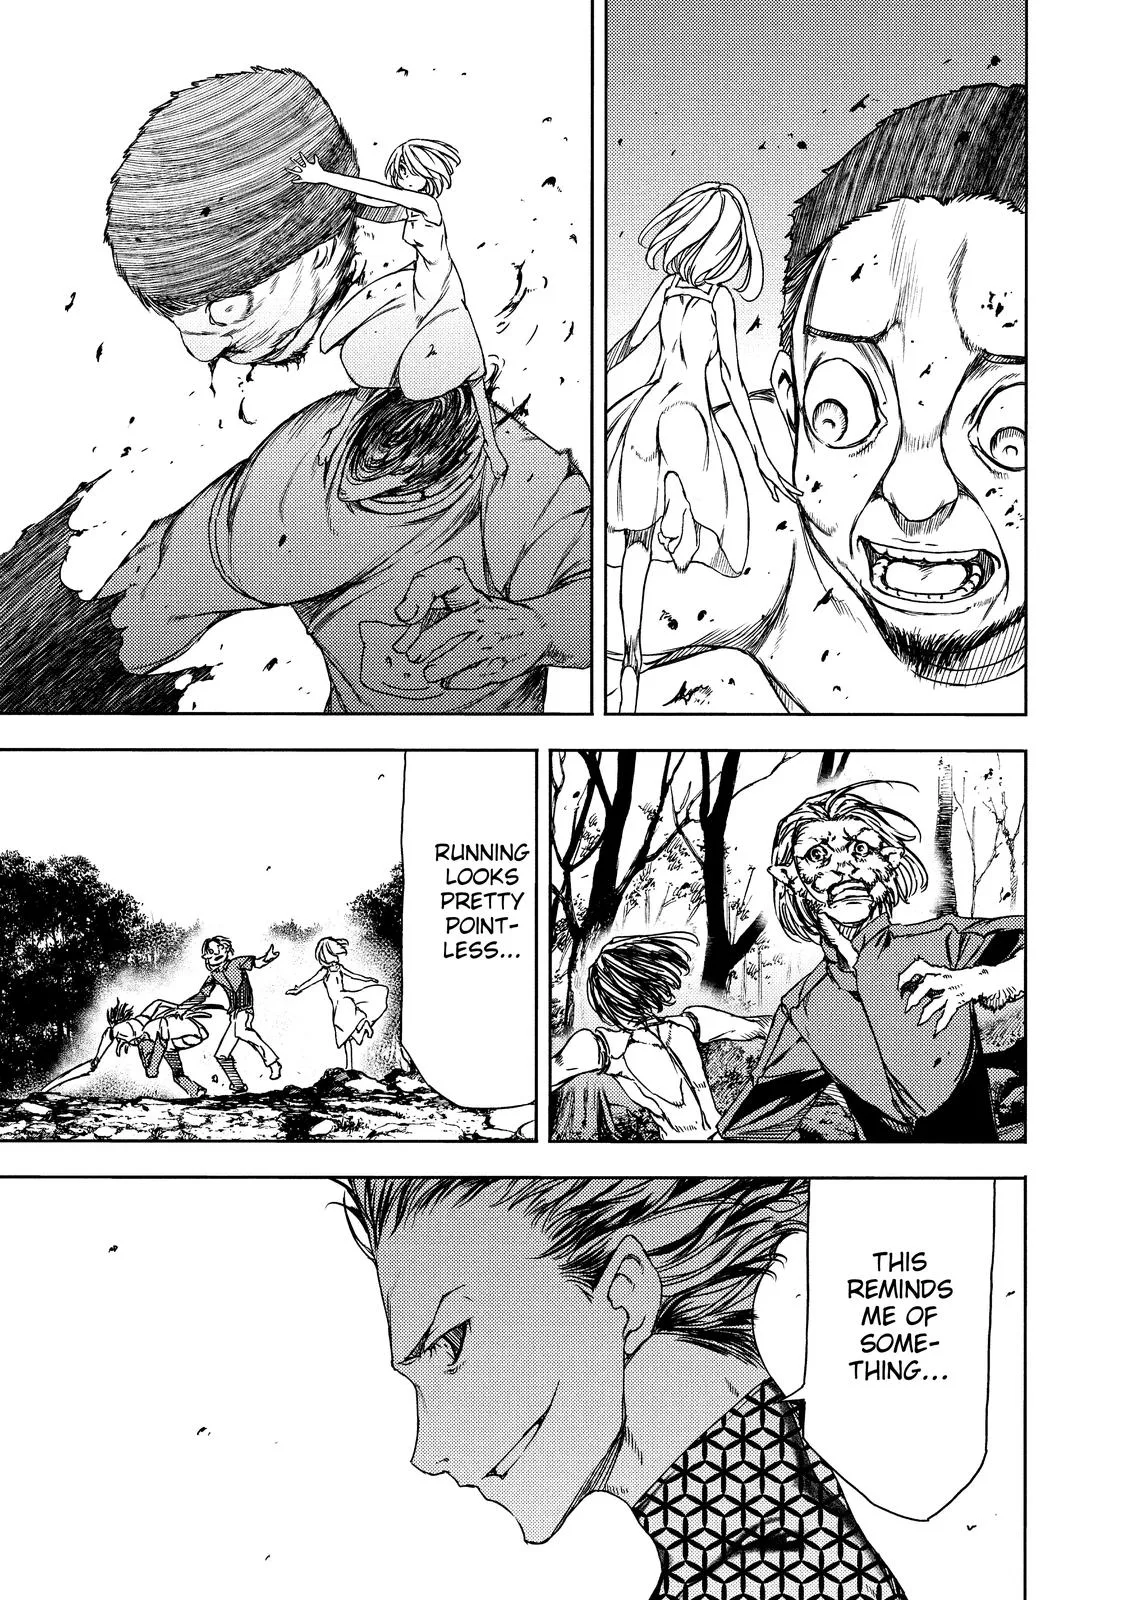 RUNNING
LOOKS
PRETTY
POINT-
LESS...
THIS
REMINDS
ME OF
SOME-
THING...